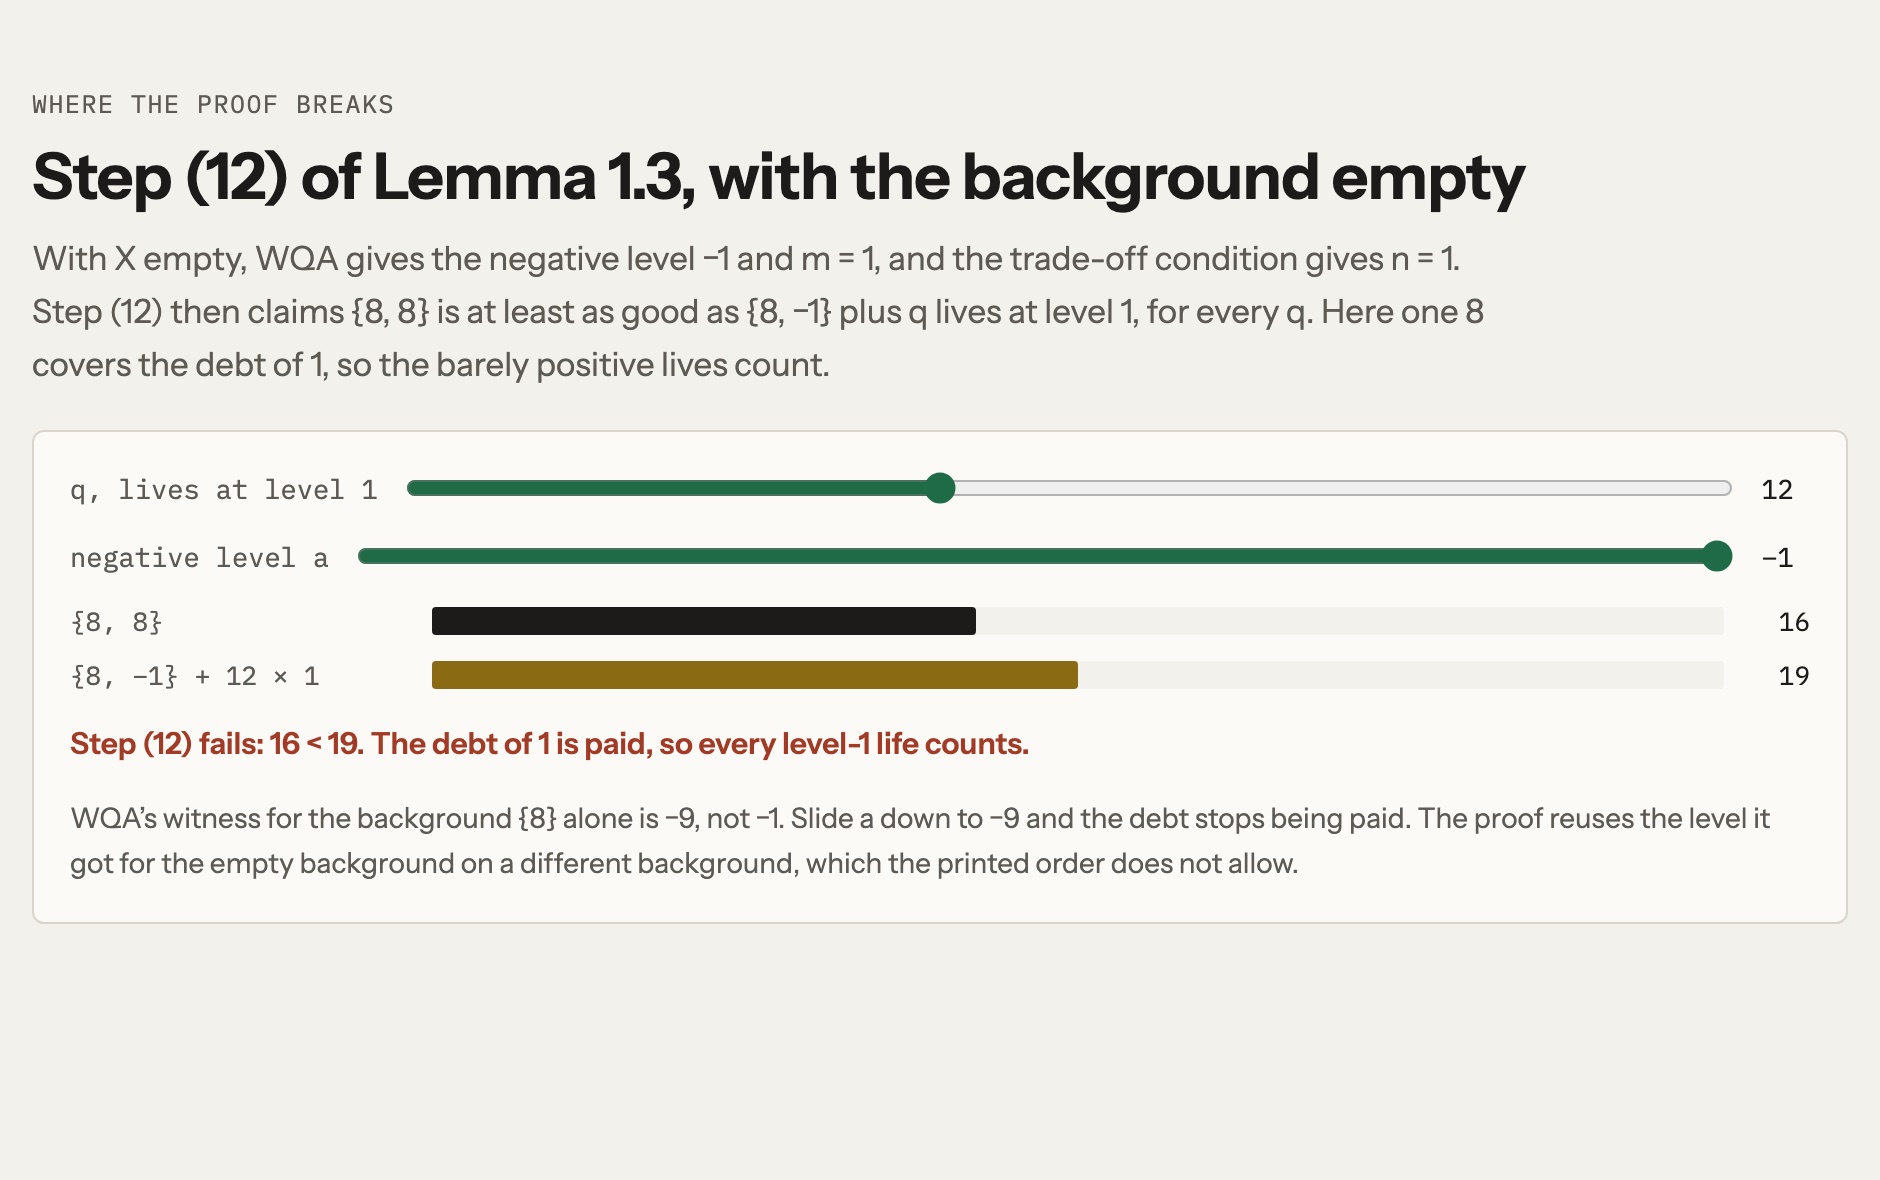 WHERE THE PROOF BREAKS
Step (12) of Lemma 1.3, with the background empty
With X empty, WQA gives the negative level −1 and m = 1, and the trade-off condition gives n = 1.
Step (12) then claims {8, 8} is at least as good as {8, −1} plus q lives at level 1, for every q. Here one 8
covers the debt of 1, so the barely positive lives count.
q, lives at level 1 12
negative level a −1
{8, 8} 16
{8, −1} + 12 × 1 19
Step (12) fails: 16 < 19. The debt of 1 is paid, so every level-1 life counts.
WQA’s witness for the background {8} alone is −9, not −1. Slide a down to −9 and the debt stops being paid. The proof reuses the level it
got for the empty background on a different background, which the printed order does not allow.